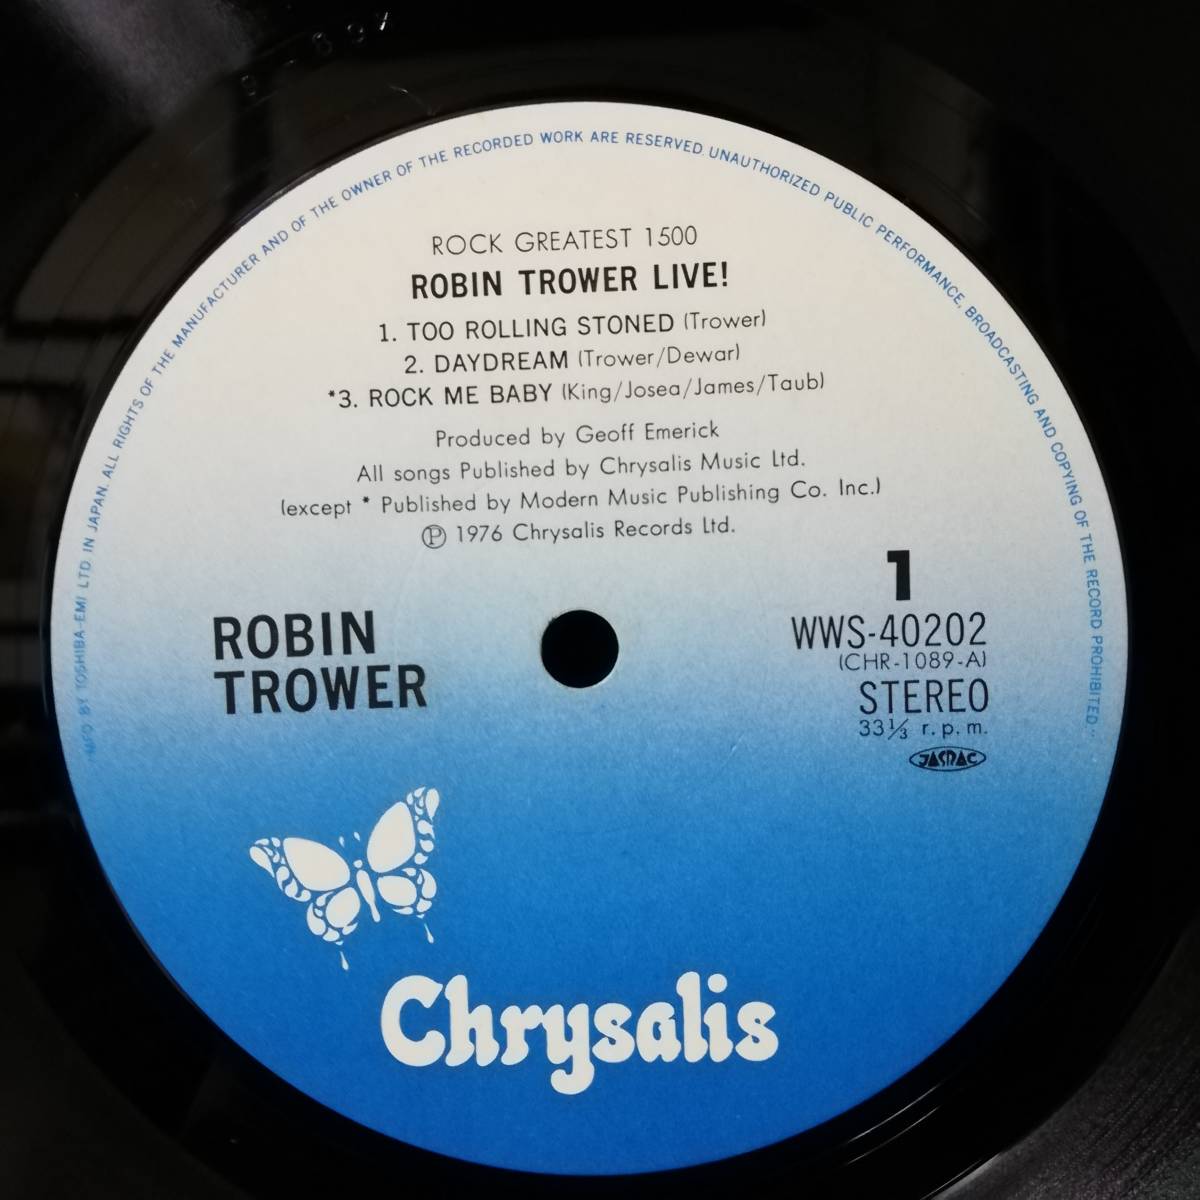 MFD BY TOSHIBA-EMI LTD IN JAPAN. ALL RIGHTS OF THE MANUFACTURER AND OF THE OWNER OF THE RECORDED WORK ARE RESERVED. UNAUTHORIZED PUBLIC PERFORMANCE, BROADCASTING AND COPYING OF THE RECORD PROHIBITED.
ROCK GREATEST 1500
ROBIN TROWER LIVE!
1. TOO ROLLING STONED (Trower)
2. DAYDREAM (Trower/Dewar)
*3. ROCK ME BABY (King/Josea/James/Taub)
Produced by Geoff Emerick
All songs Published by Chrysalis Music Ltd.
(except * Published by Modern Music Publishing Co. Inc.)
Ⓟ 1976 Chrysalis Records Ltd.
ROBIN
TROWER
1
WWS-40202
(CHR-1089-A)
STEREO
33⅓ r.p.m.
JASRAC
Chrysalis